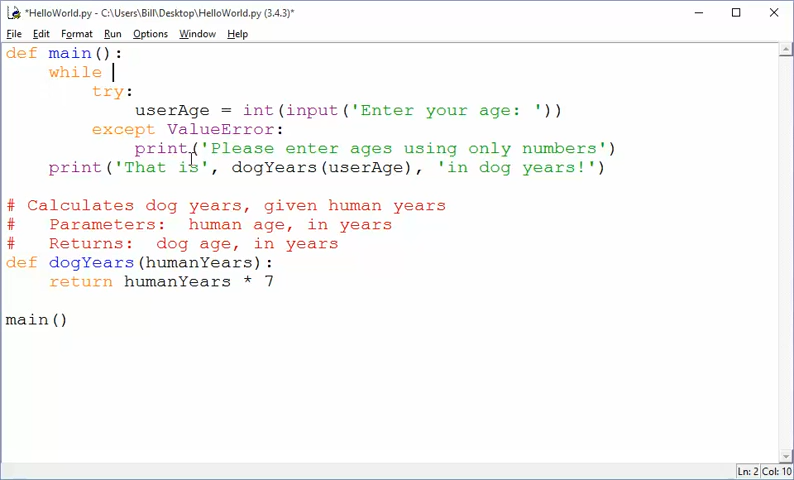 *HelloWorld.py - C:\Users\Bill\Desktop\HelloWorld.py (3.4.3)*
File Edit Format Run Options Window Help
def main():
    while
        try:
            userAge = int(input('Enter your age: '))
        except ValueError:
            print('Please enter ages using only numbers')
    print('That is', dogYears(userAge), 'in dog years!')
# Calculates dog years, given human years
#   Parameters:  human age, in years
#   Returns:  dog age, in years
def dogYears(humanYears):
    return humanYears * 7
main()
Ln: 2 Col: 10